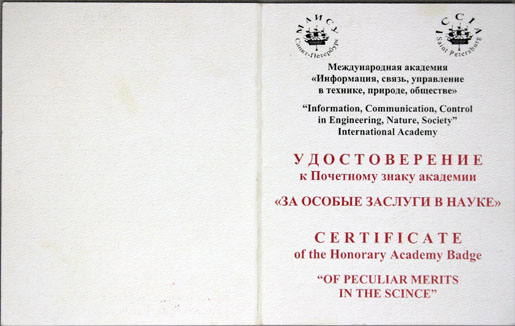 МАИСУ
Санкт-Петербург
ICCIA
Saint Petersburg
Международная академия
«Информация, связь, управление
в технике, природе, обществе»
“Information, Communication, Control
in Engineering, Nature, Society”
International Academy
УДОСТОВЕРЕНИЕ
к Почетному знаку академии
«ЗА ОСОБЫЕ ЗАСЛУГИ В НАУКЕ»
CERTIFICATE
of the Honorary Academy Badge
“OF PECULIAR MERITS
IN THE SCINCE”